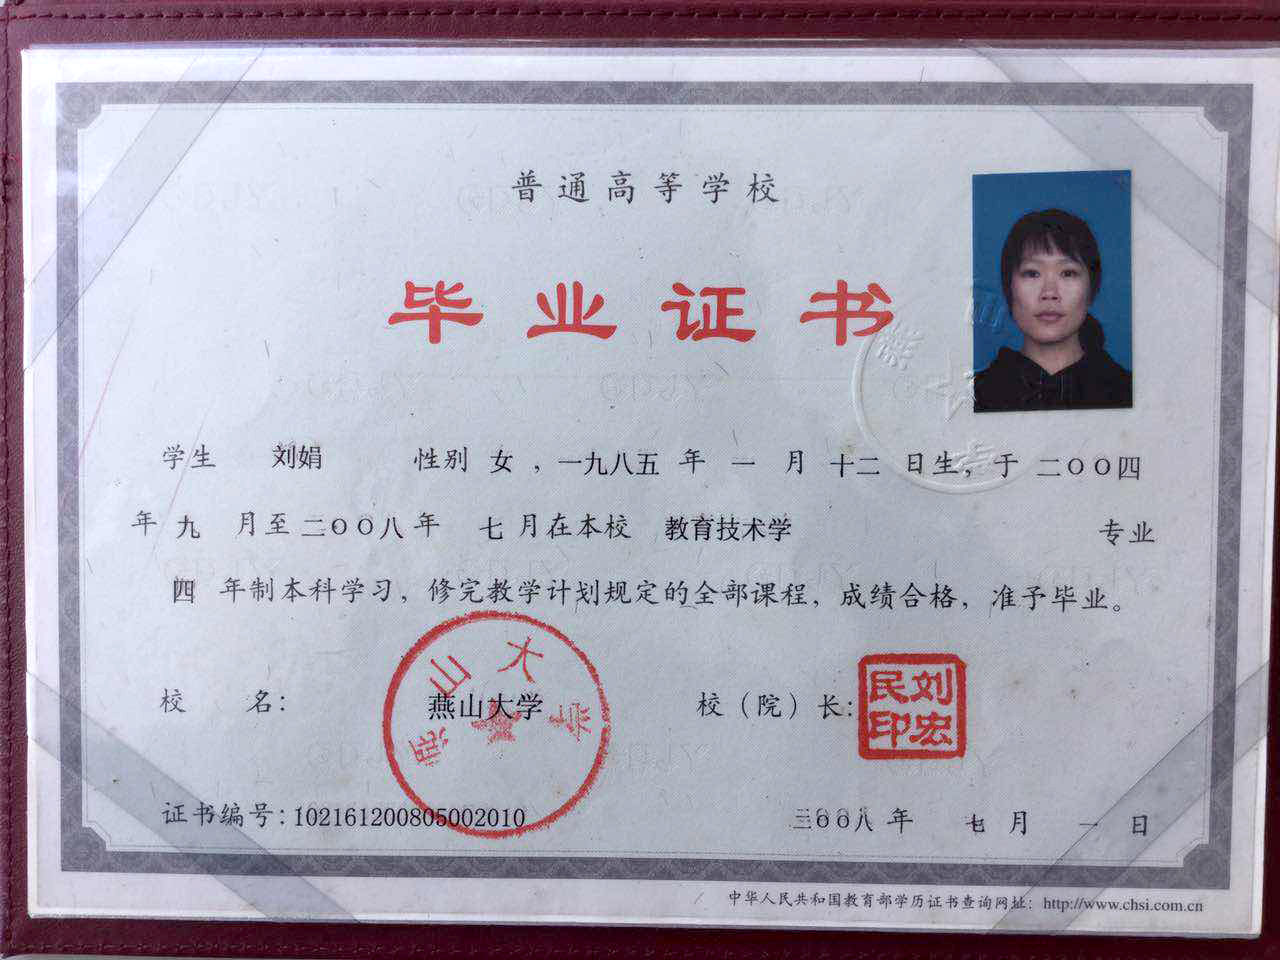 普通高等学校
毕业证书
学生 刘娟 性别 女，一九八五 年 一 月 十二 日生，于 二〇〇四
年 九 月至 二〇〇八 年 七 月在本校 教育技术学 专业
四 年制本科学习，修完教学计划规定的全部课程，成绩合格，准予毕业。
校 名： 燕山大学 校（院）长：
燕山大学
刘宏民印
证书编号：102161200805002010 二〇〇八 年 七 月 一 日
中华人民共和国教育部学历证书查询网址：http://www.chsi.com.cn